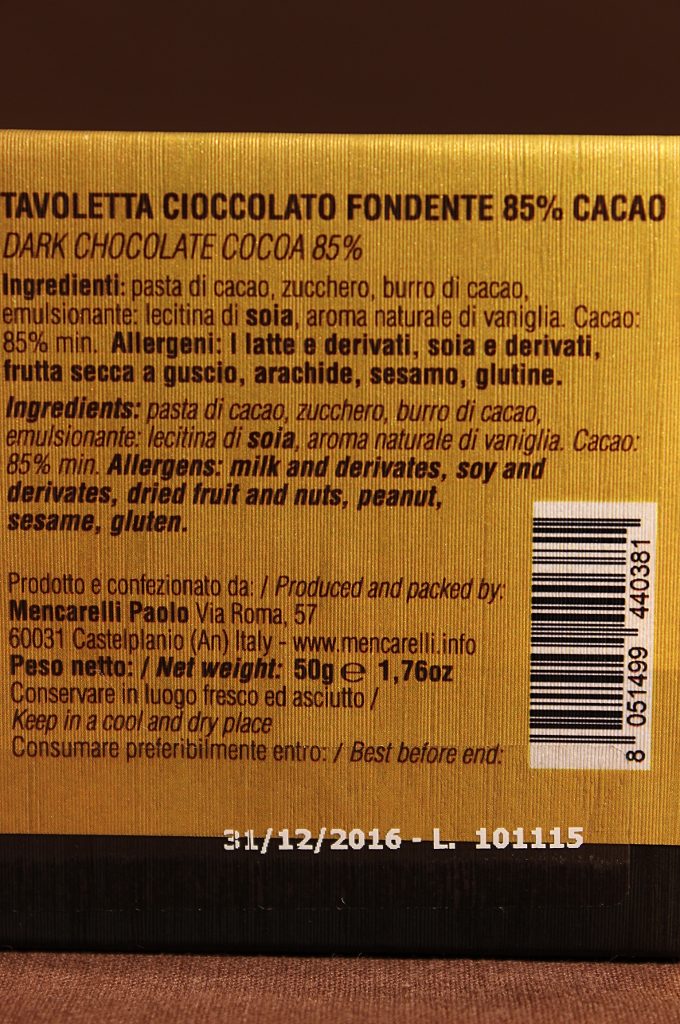 TAVOLETTA CIOCCOLATO FONDENTE 85% CACAO
DARK CHOCOLATE COCOA 85%
Ingredienti: pasta di cacao, zucchero, burro di cacao,
emulsionante: lecitina di soia, aroma naturale di vaniglia. Cacao:
85% min. Allergeni: I latte e derivati, soia e derivati,
frutta secca a guscio, arachide, sesamo, glutine.
Ingredients: pasta di cacao, zucchero, burro di cacao,
emulsionante: lecitina di soia, aroma naturale di vaniglia. Cacao:
85% min. Allergens: milk and derivates, soy and
derivates, dried fruit and nuts, peanut,
sesame, gluten.
Prodotto e confezionato da: / Produced and packed by:
Mencarelli Paolo Via Roma, 57
60031 Castelplanio (An) Italy - www.mencarelli.info
Peso netto: / Net weight: 50g ℮ 1,76oz
Conservare in luogo fresco ed asciutto /
Keep in a cool and dry place
Consumare preferibilmente entro: / Best before end:
8 051499 440381
31/12/2016 - L. 101115